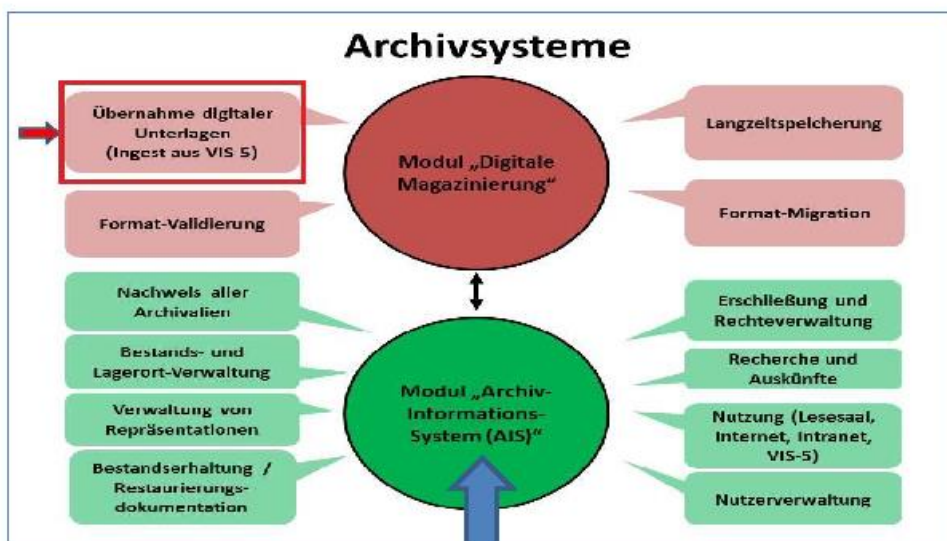 Archivsysteme
Übernahme digitaler
Unterlagen
(Ingest aus VIS 5)
Format-Validierung
Modul „Digitale
Magazinierung“
Langzeitspeicherung
Format-Migration
Nachweis aller
Archivalien
Bestands- und
Lagerort-Verwaltung
Verwaltung von
Repräsentationen
Bestandserhaltung /
Restaurierungs-
dokumentation
Modul „Archiv-
Informations-
System (AIS)“
Erschließung und
Rechteverwaltung
Recherche und
Auskünfte
Nutzung (Lesesaal,
Internet, Intranet,
VIS-5)
Nutzerverwaltung